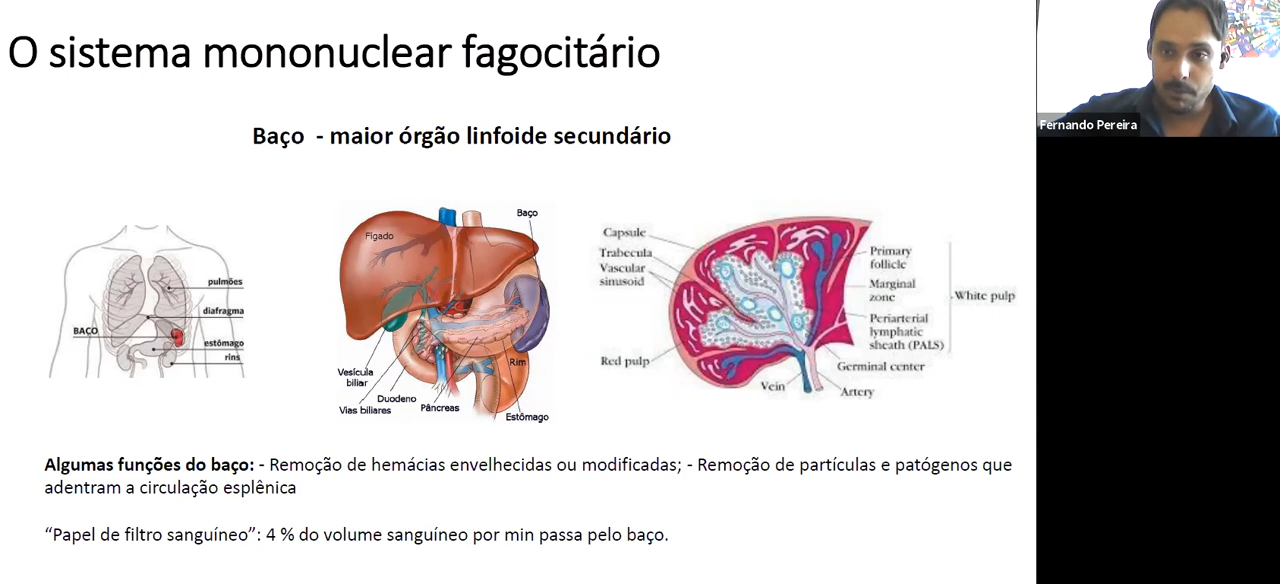 O sistema mononuclear fagocitário
Fernando Pereira
Baço - maior órgão linfoide secundário
pulmões
diafragma
BAÇO
estômago
rins
Baço
Fígado
Rim
Vesícula
biliar
Duodeno
Vias biliares
Pâncreas
Estômago
Capsule
Trabecula
Vascular
sinusoid
Red pulp
Vein
Artery
Primary
follicle
Marginal
zone
White pulp
Periarterial
lymphatic
sheath (PALS)
Germinal center
Algumas funções do baço: - Remoção de hemácias envelhecidas ou modificadas; - Remoção de partículas e patógenos que
adentram a circulação esplênica
“Papel de filtro sanguíneo”: 4 % do volume sanguíneo por min passa pelo baço.